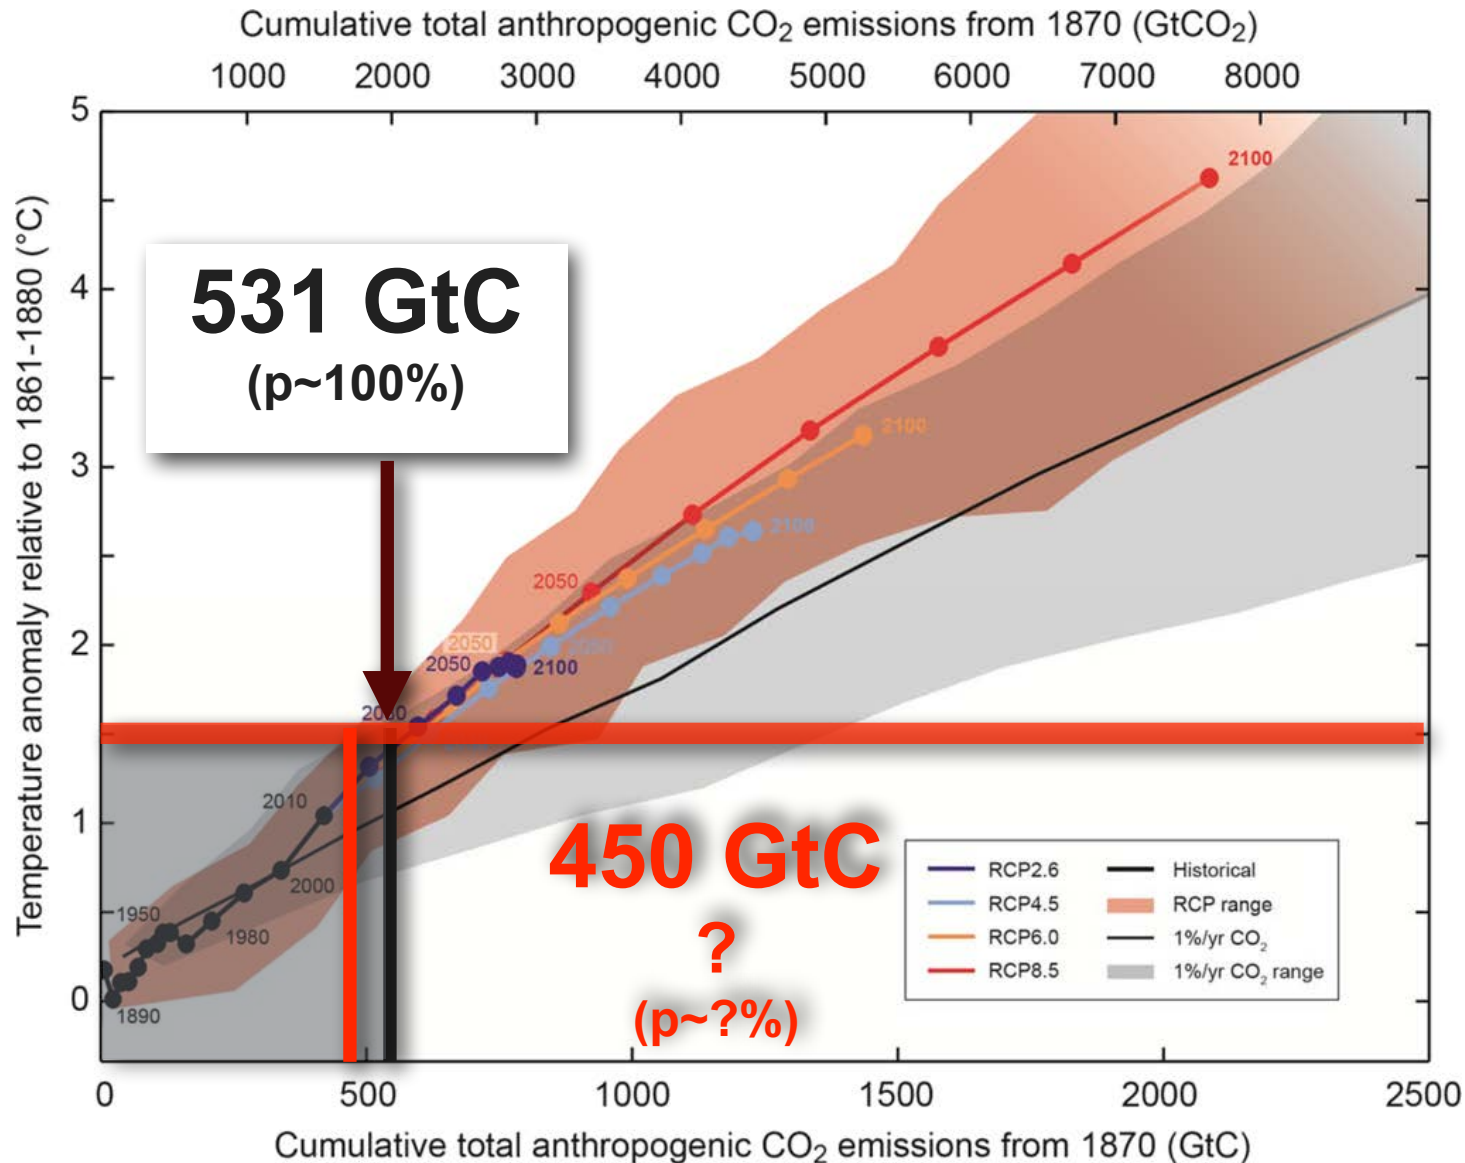 Cumulative total anthropogenic CO₂ emissions from 1870 (GtCO₂)
1000 2000 3000 4000 5000 6000 7000 8000
Temperature anomaly relative to 1861-1880 (°C)
5
4
3
2
1
0
531 GtC
(p~100%)
2100
2100
2100
2050
2050
2050
2050
2100
2010
2000
1950
1980
1890
450 GtC
?
(p~?%)
RCP2.6
RCP4.5
RCP6.0
RCP8.5
Historical
RCP range
1%/yr CO₂
1%/yr CO₂ range
0 500 1000 1500 2000 2500
Cumulative total anthropogenic CO₂ emissions from 1870 (GtC)